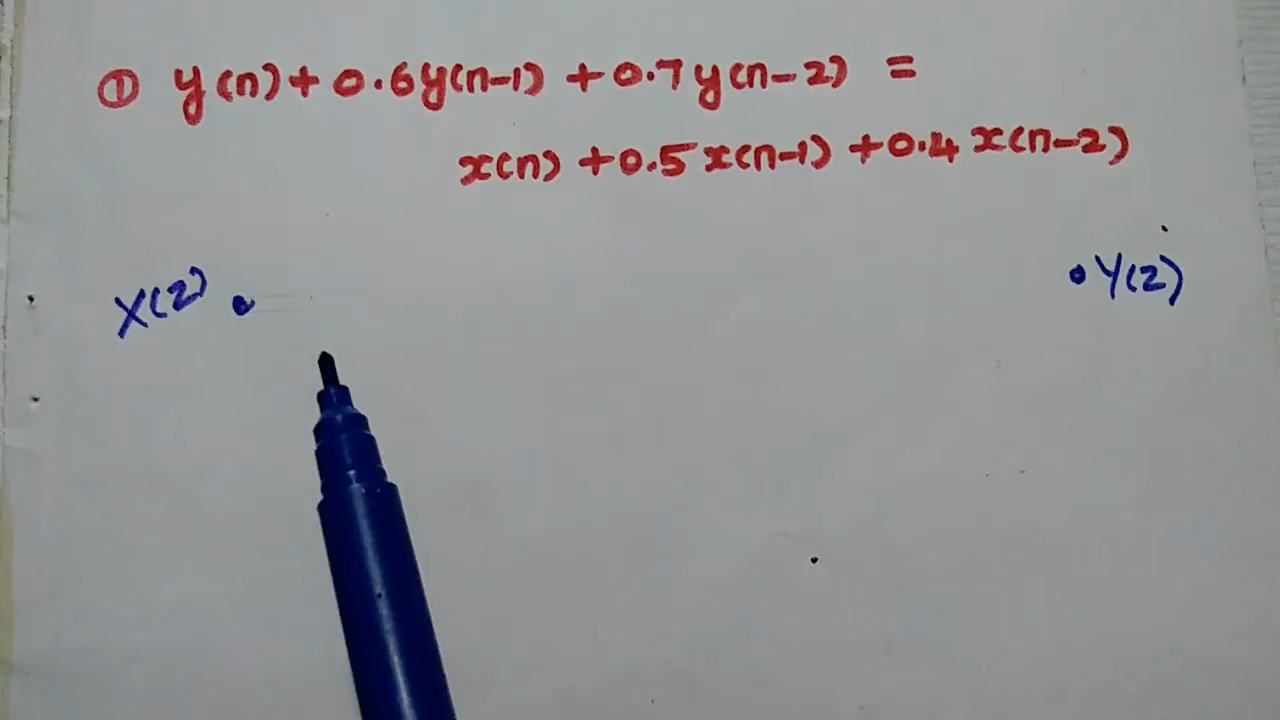 ① y(n) + 0.6y(n-1) + 0.7y(n-2) =
x(n) + 0.5x(n-1) + 0.4x(n-2)
X(z)
Y(z)